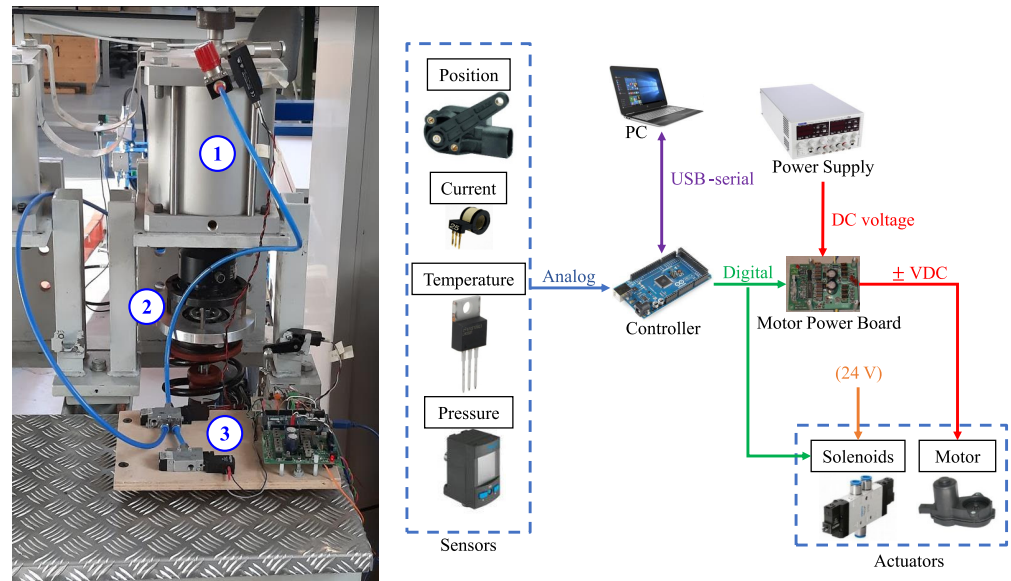 1
2
3
Position
Current
25
Temperature
Pressure
Sensors
Analog
PC
USB-serial
Controller
Digital
Power Supply
DC voltage
Motor Power Board
± VDC
(24 V)
Solenoids
Motor
Actuators